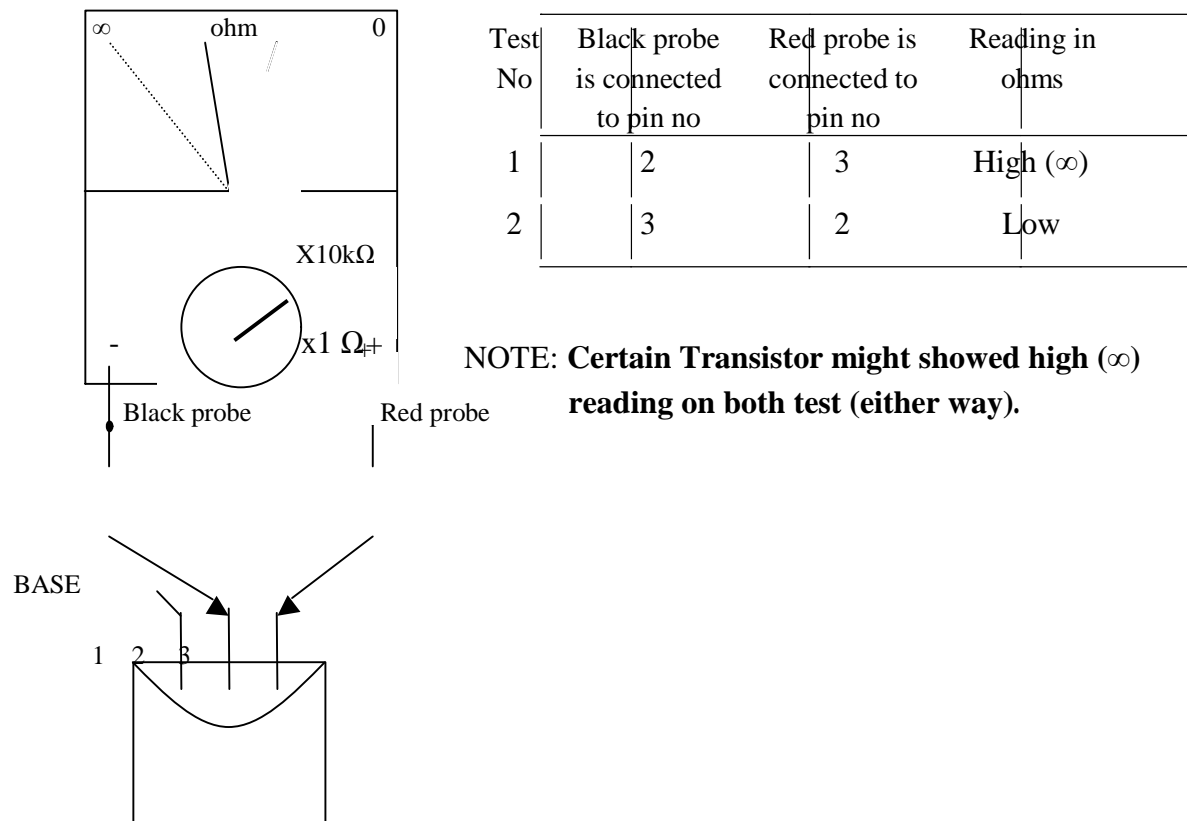 ∞ ohm 0
X10kΩ
- x1 Ω + +
Black probe Red probe
BASE
1 2 3
Test No Black probe is connected to pin no Red probe is connected to pin no Reading in ohms
1 2 3 High (∞)
2 3 2 Low
NOTE: Certain Transistor might showed high (∞)
reading on both test (either way).